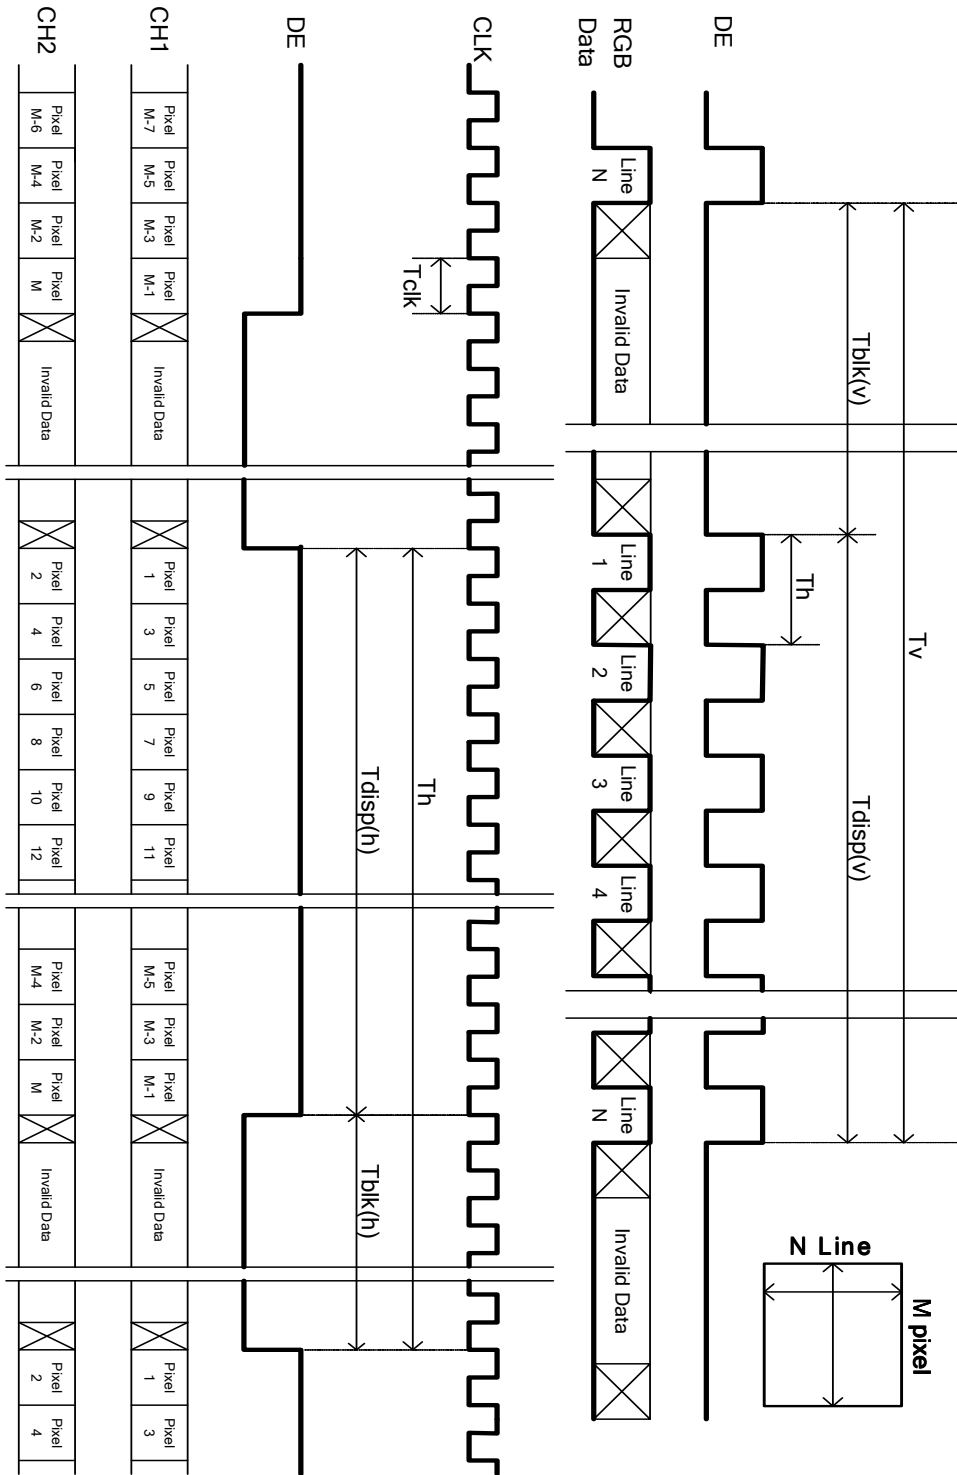 Tv
Tblk(v)
Tdisp(v)
Th
DE
RGB
Data
Line
N
Invalid Data
Line
1
Line
2
Line
3
Line
4
Line
N
Invalid Data
M pixel
N Line
CLK
Tclk
Th
Tdisp(h)
Tblk(h)
DE
CH1
Pixel
M-7
Pixel
M-5
Pixel
M-3
Pixel
M-1
Invalid Data
Pixel
1
Pixel
3
Pixel
5
Pixel
7
Pixel
9
Pixel
11
Pixel
M-5
Pixel
M-3
Pixel
M-1
Invalid Data
Pixel
1
Pixel
3
CH2
Pixel
M-6
Pixel
M-4
Pixel
M-2
Pixel
M
Invalid Data
Pixel
2
Pixel
4
Pixel
6
Pixel
8
Pixel
10
Pixel
12
Pixel
M-4
Pixel
M-2
Pixel
M
Invalid Data
Pixel
2
Pixel
4